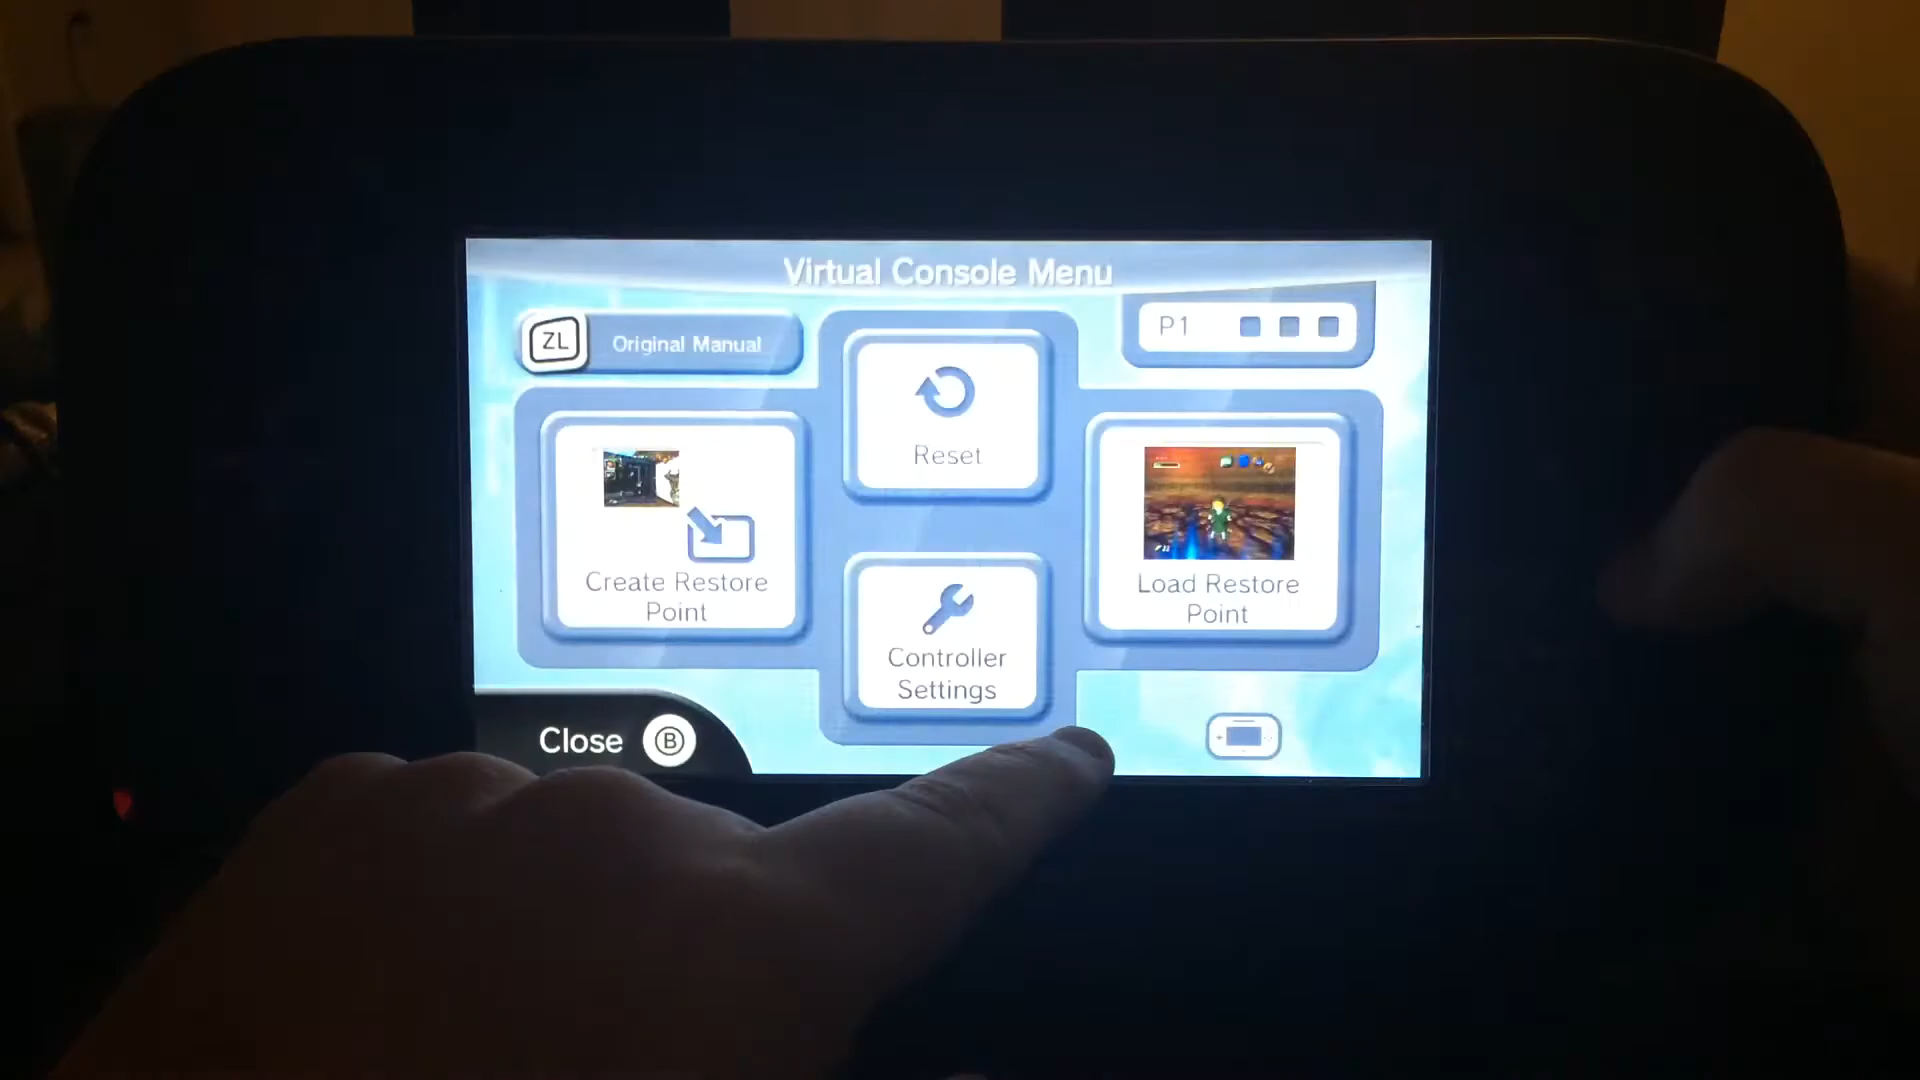 Virtual Console Menu
ZL Original Manual
P1
Reset
Create Restore
Point
Load Restore
Point
Controller
Settings
Close B